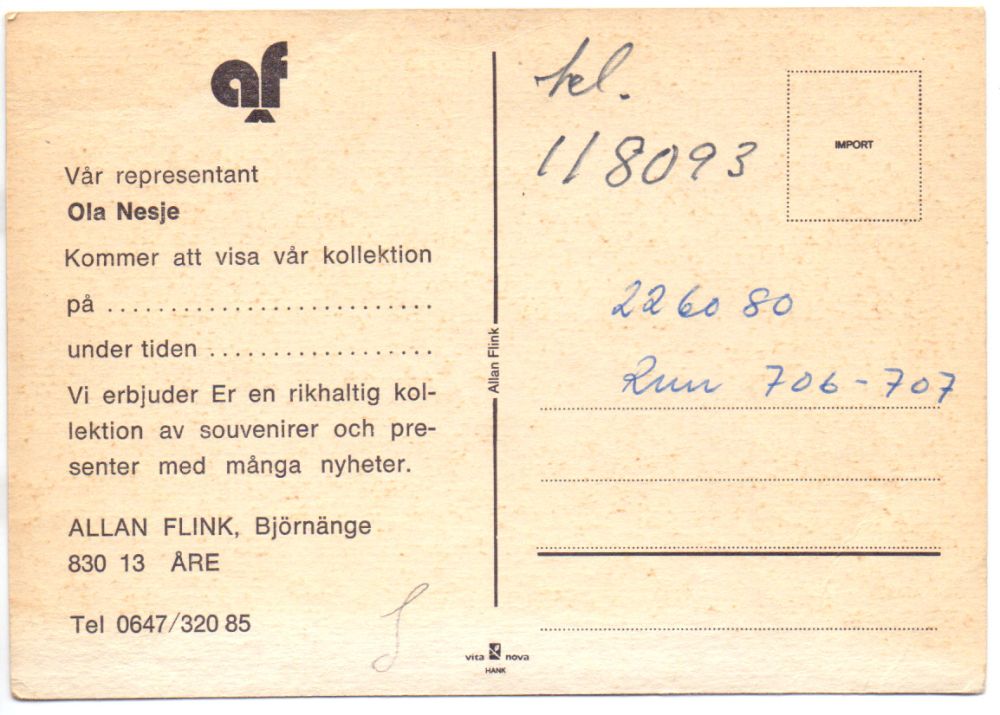 af
Vår representant
Ola Nesje
Kommer att visa vår kollektion
på ..........................
under tiden ..................
Vi erbjuder Er en rikhaltig kol-
lektion av souvenirer och pre-
senter med många nyheter.
ALLAN FLINK, Björnänge
830 13 ÅRE
Tel 0647/320 85
Allan Flink
vita nova
HANK
tel.
118093
IMPORT
226080
Rum 706-707